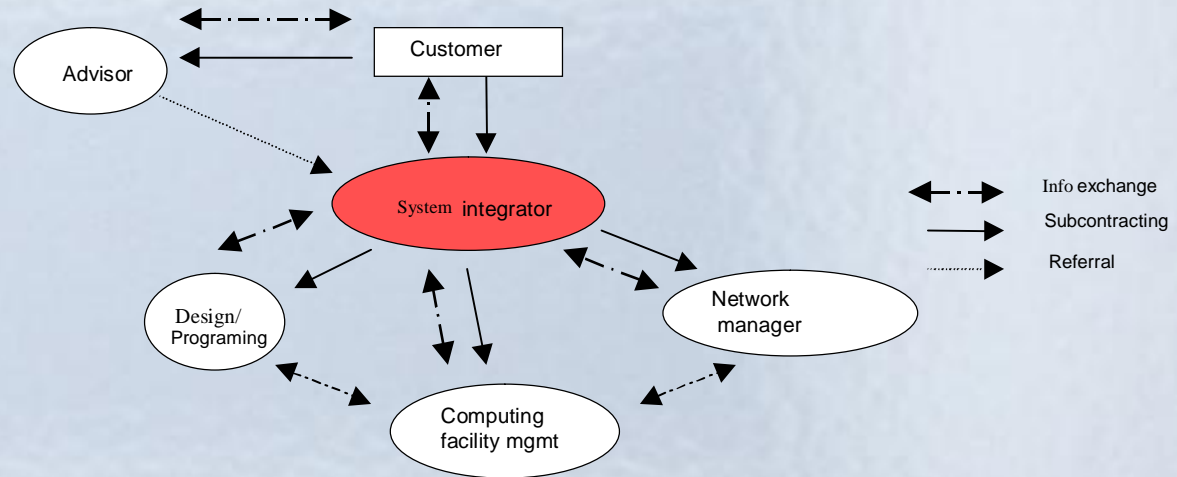 Customer
Advisor
System integrator
Info exchange
Subcontracting
Referral
Design/
Programing
Network
manager
Computing
facility mgmt